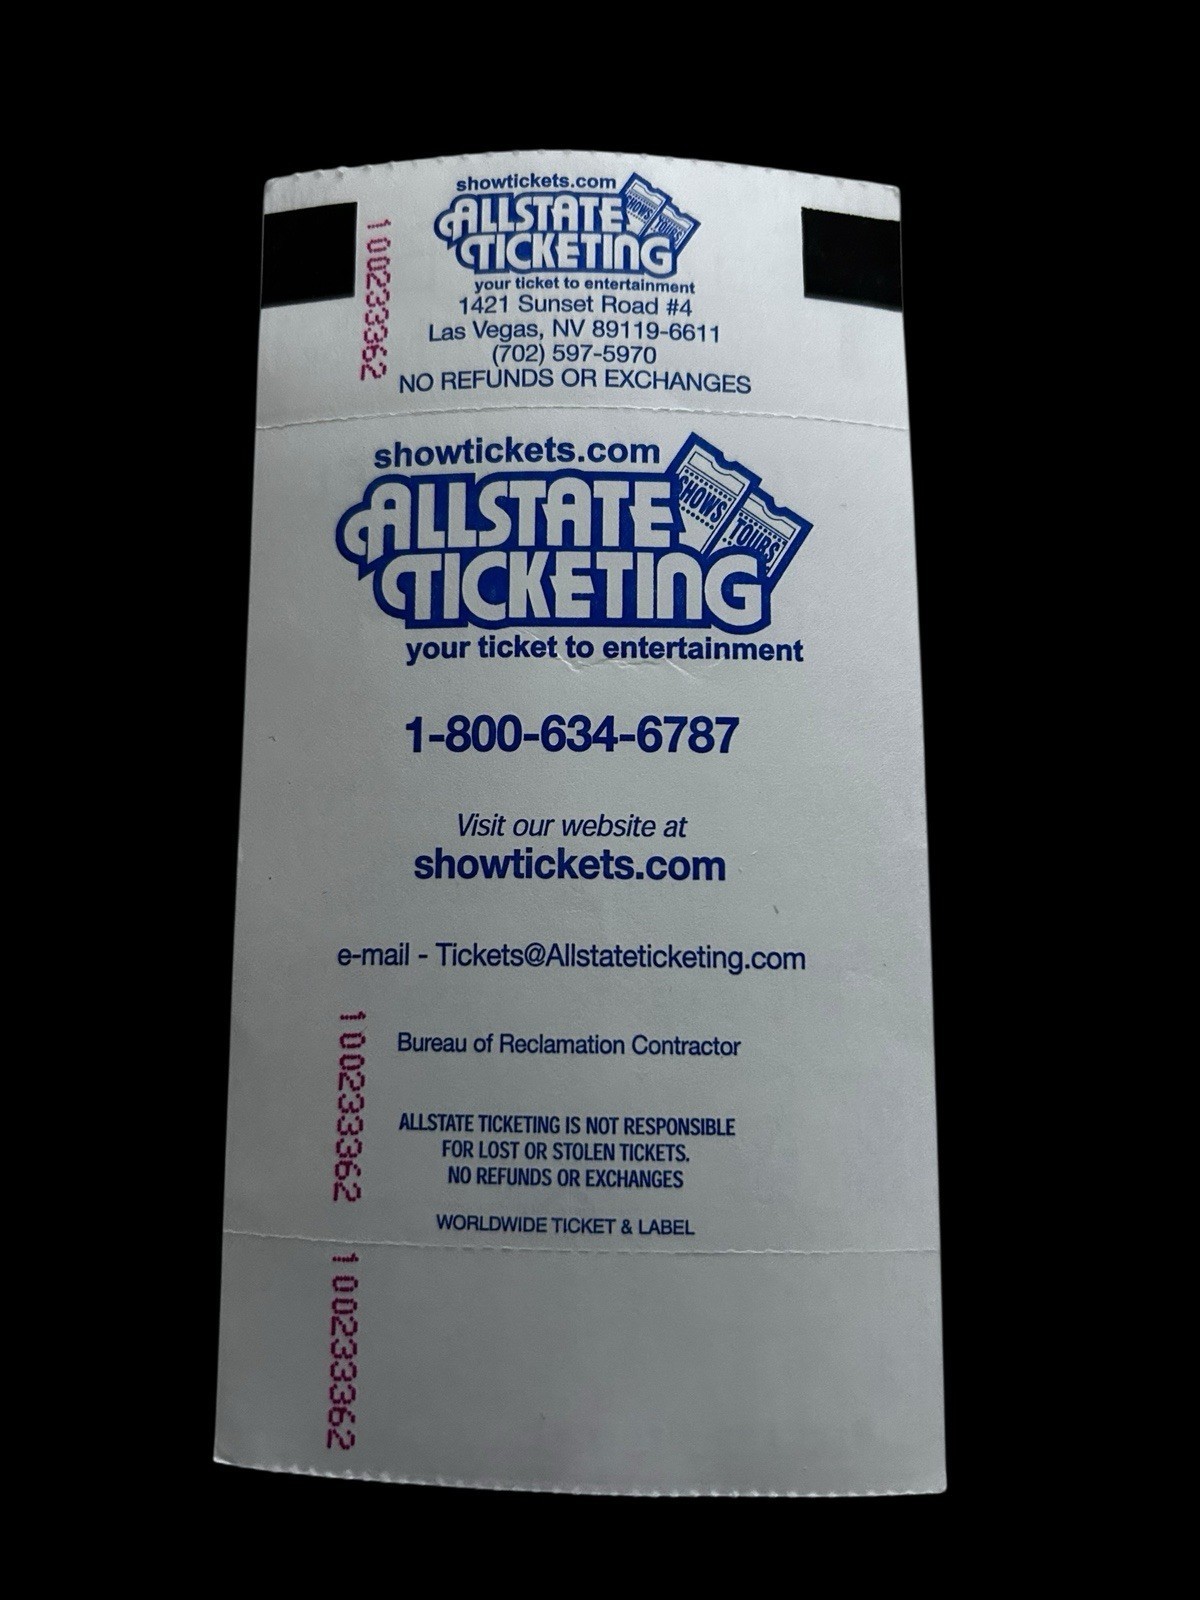 showtickets.com
ALLSTATE
TICKETING
SHOWS
TOURS
your ticket to entertainment
1421 Sunset Road #4
Las Vegas, NV 89119-6611
(702) 597-5970
NO REFUNDS OR EXCHANGES
10023362
showtickets.com
ALLSTATE
TICKETING
SHOWS
TOURS
your ticket to entertainment
1-800-634-6787
Visit our website at
showtickets.com
e-mail - Tickets@Allstateticketing.com
Bureau of Reclamation Contractor
ALLSTATE TICKETING IS NOT RESPONSIBLE
FOR LOST OR STOLEN TICKETS.
NO REFUNDS OR EXCHANGES
WORLDWIDE TICKET & LABEL
10023362
10023362